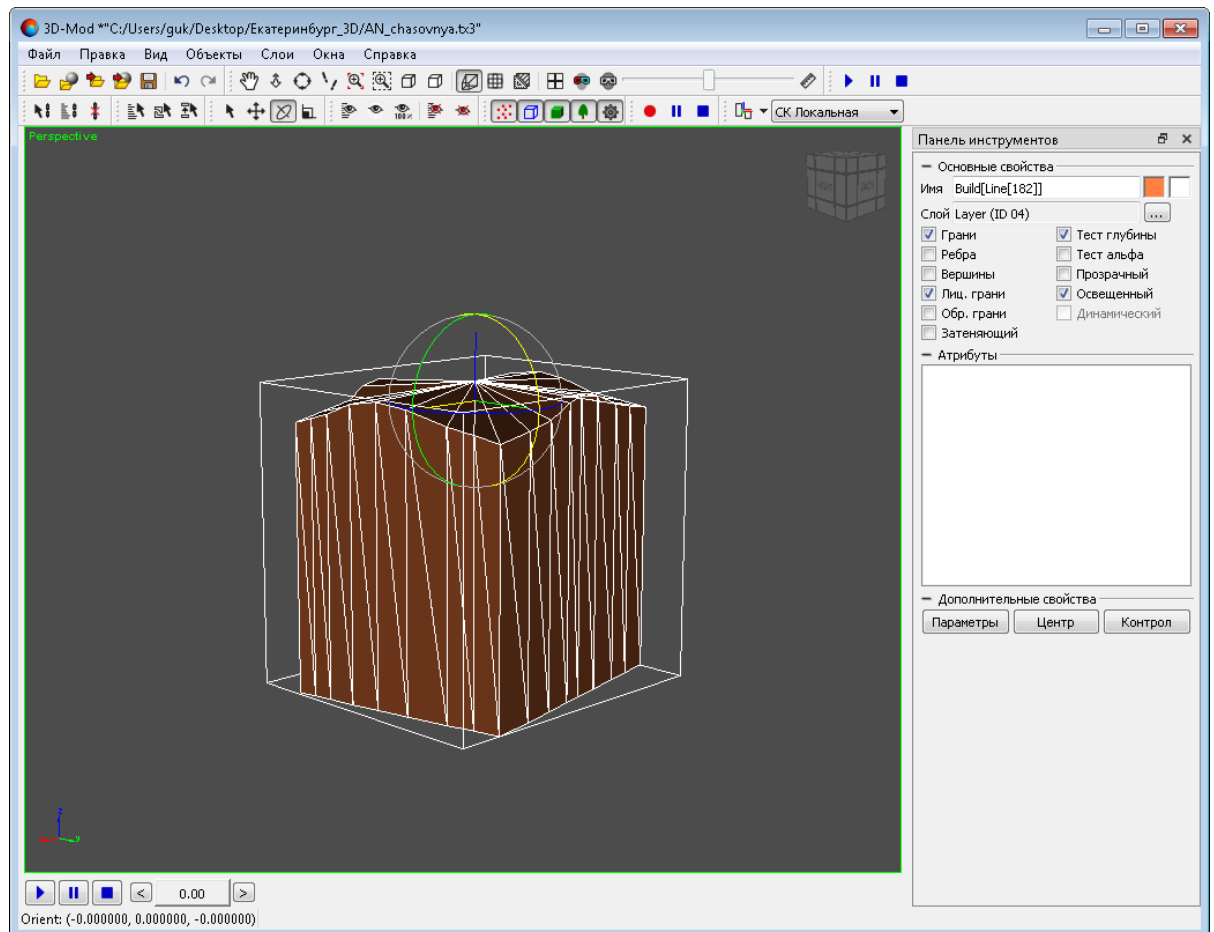 3D-Mod *"C:/Users/guk/Desktop/Екатеринбург_3D/AN_chasovnya.tx3"
Файл Правка Вид Объекты Слои Окна Справка
100%
СК Локальная
Perspective
Панель инструментов
Основные свойства
Имя Build[Line[182]]
Слой Layer (ID 04)
...
Грани Тест глубины
Ребра Тест альфа
Вершины Прозрачный
Лиц. грани Освещенный
Обр. грани Динамический
Затеняющий
Атрибуты
Дополнительные свойства
Параметры Центр Контрол
z
y
< 0.00 >
Orient: (-0.000000, 0.000000, -0.000000)